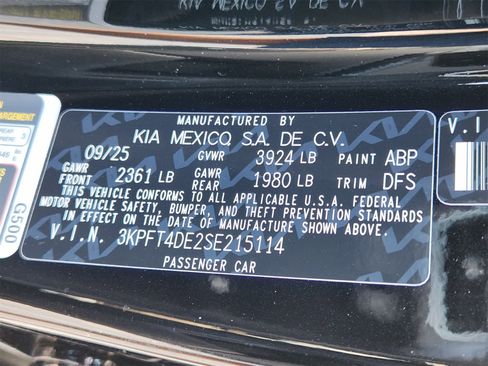 MANUFACTURED BY
KIA MEXICO, S.A. DE C.V.
09/25 GVWR 3924 LB PAINT ABP
GAWR FRONT 2361 LB GAWR REAR 1980 LB TRIM DFS
THIS VEHICLE CONFORMS TO ALL APPLICABLE U.S.A. FEDERAL
MOTOR VEHICLE SAFETY, BUMPER, AND THEFT PREVENTION STANDARDS
IN EFFECT ON THE DATE OF MANUFACTURE SHOWN ABOVE.
V.I.N. 3KPFT4DE2SE215114
PASSENGER CAR
G500
V.I